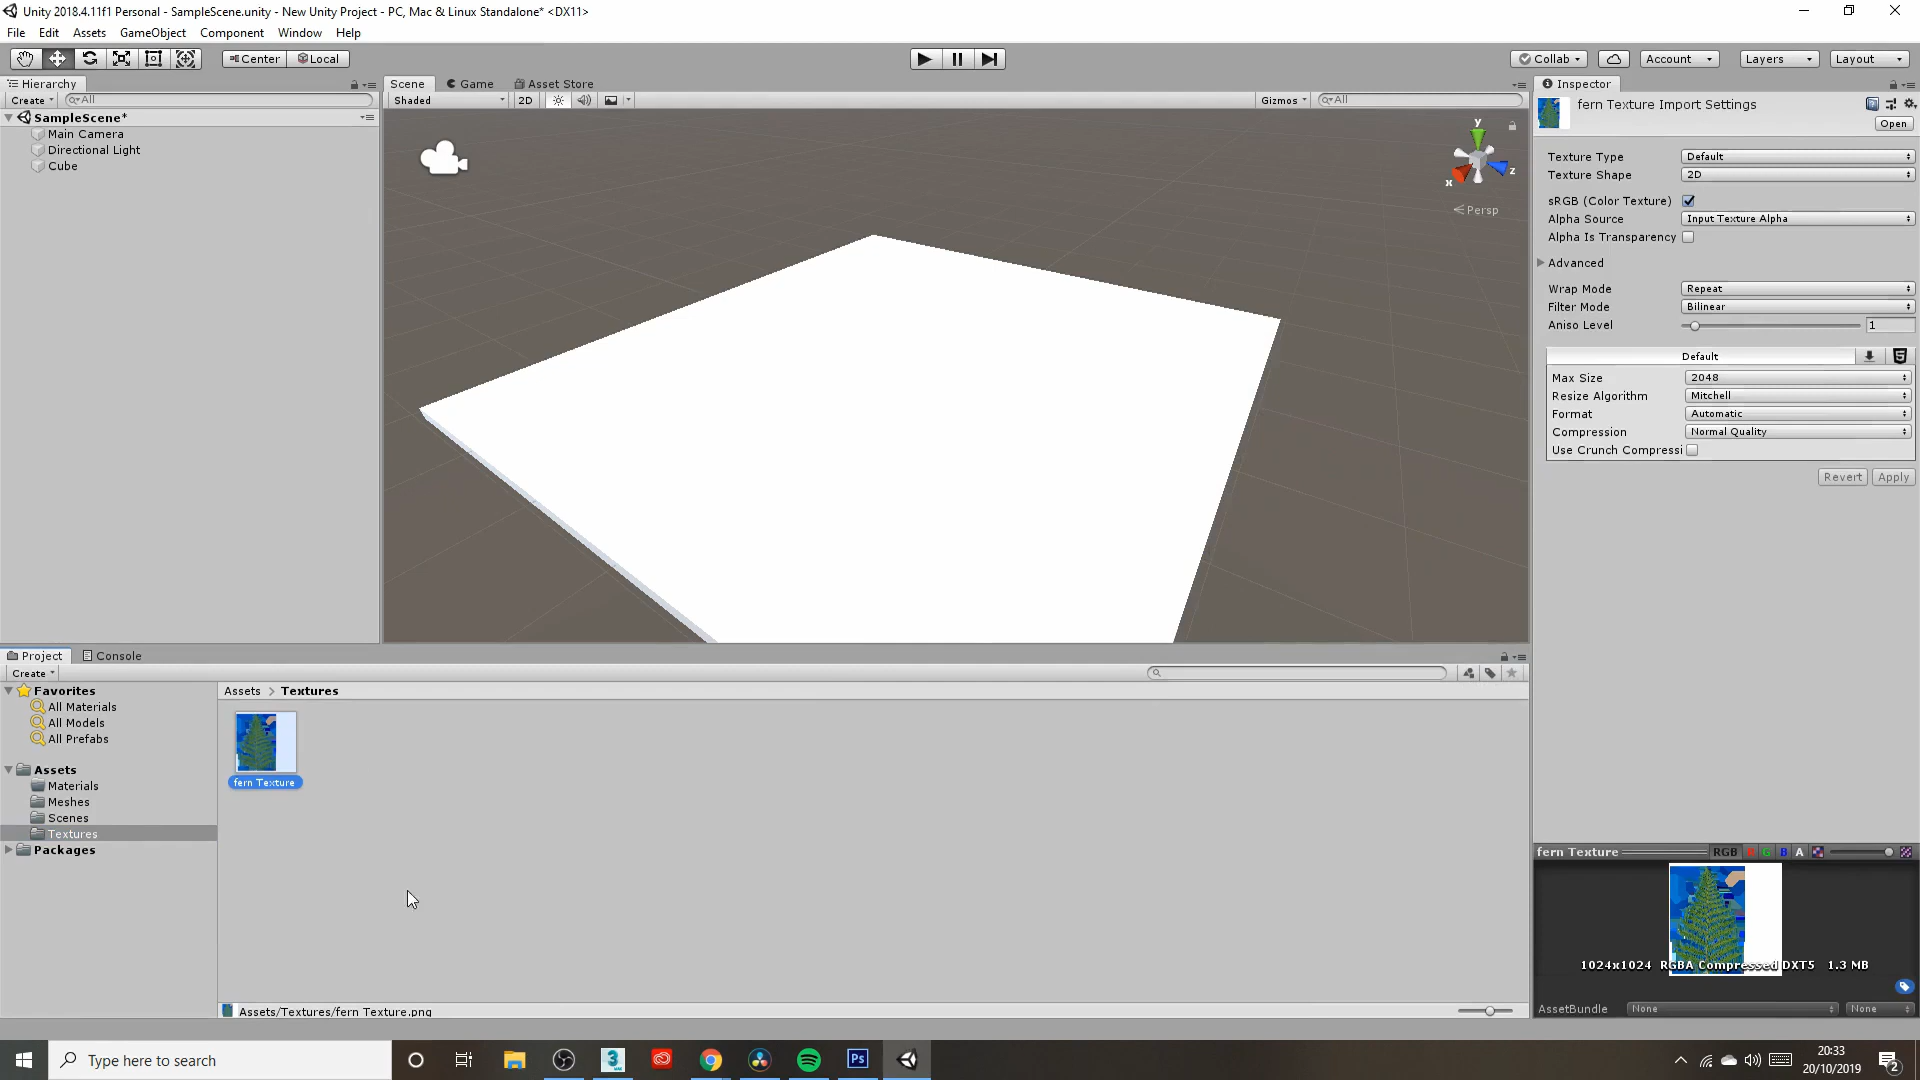 Unity 2018.4.11f1 Personal - SampleScene.unity - New Unity Project - PC, Mac & Linux Standalone* <DX11>
File Edit Assets GameObject Component Window Help
Center Local Collab Account Layers Layout
Hierarchy Scene Game Asset Store Inspector
Create All Shaded 2D Gizmos All
fern Texture Import Settings
Open
SampleScene*
Main Camera
Directional Light
Cube
y
x z
Persp
Texture Type Default
Texture Shape 2D
sRGB (Color Texture)
Alpha Source Input Texture Alpha
Alpha Is Transparency
Advanced
Wrap Mode Repeat
Filter Mode Bilinear
Aniso Level 1
Default
Max Size 2048
Resize Algorithm Mitchell
Format Automatic
Compression Normal Quality
Use Crunch Compressi
Revert Apply
Project Console
Create
Favorites
All Materials
All Models
All Prefabs
Assets
Materials
Meshes
Scenes
Textures
Packages
Assets > Textures
fern Texture
Assets/Textures/fern Texture.png
fern Texture RGB R G B A
1024x1024 RGBA Compressed DXT5 1.3 MB
AssetBundle None None
Type here to search
3
Ps
20:33
20/10/2019
2